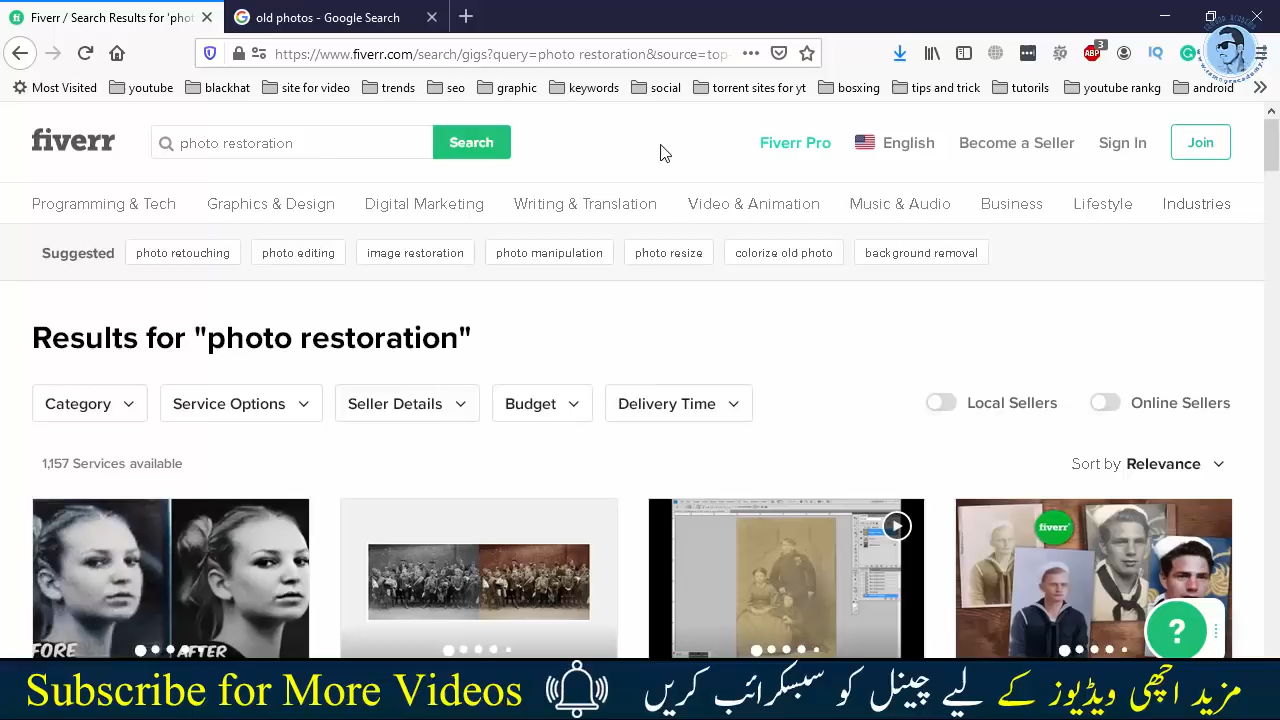 Fiverr / Search Results for 'phot
old photos - Google Search
https://www.fiverr.com/search/gigs?query=photo restoration&source=top-
ABP 3
IQ
Most Visited youtube blackhat site for video trends seo graphic keywords social torrent sites for yt bosxing tips and trick tutorils youtube rankg android
fiverr photo restoration Search Fiverr Pro English Become a Seller Sign In Join
Programming & Tech Graphics & Design Digital Marketing Writing & Translation Video & Animation Music & Audio Business Lifestyle Industries
Suggested photo retouching photo editing image restoration photo manipulation photo resize colorize old photo background removal
Results for "photo restoration"
Category Service Options Seller Details Budget Delivery Time Local Sellers Online Sellers
1,157 Services available Sort by Relevance
fiverr
?
AFTER
Subscribe for More Videos مزید اچھی ویڈیوز کے لیے چینل کو سبسکرائب کریں